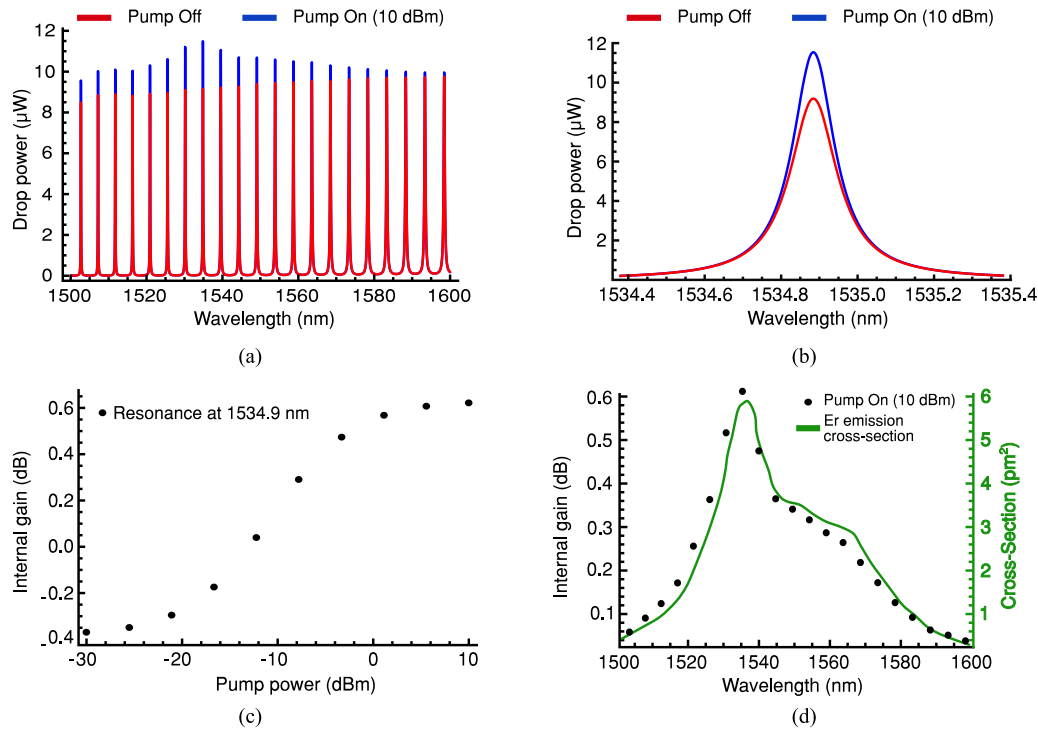 Pump Off Pump On (10 dBm)
12
10
8
6
4
2
0
Drop power (μW)
1500 1520 1540 1560 1580 1600
Wavelength (nm)
(a)
Pump Off Pump On (10 dBm)
12
10
8
6
4
2
Drop power (μW)
1534.4 1534.6 1534.8 1535.0 1535.2 1535.4
Wavelength (nm)
(b)
Resonance at 1534.9 nm
0.6
0.4
0.2
0.0
-0.2
0.4
Internal gain (dB)
-30 -20 -10 0 10
Pump power (dBm)
(c)
Pump On (10 dBm)
Er emission
cross-section
0.6
0.5
0.4
0.3
0.2
0.1
Internal gain (dB)
6
5
4
3
2
1
Cross-Section (pm²)
1500 1520 1540 1560 1580 1600
Wavelength (nm)
(d)